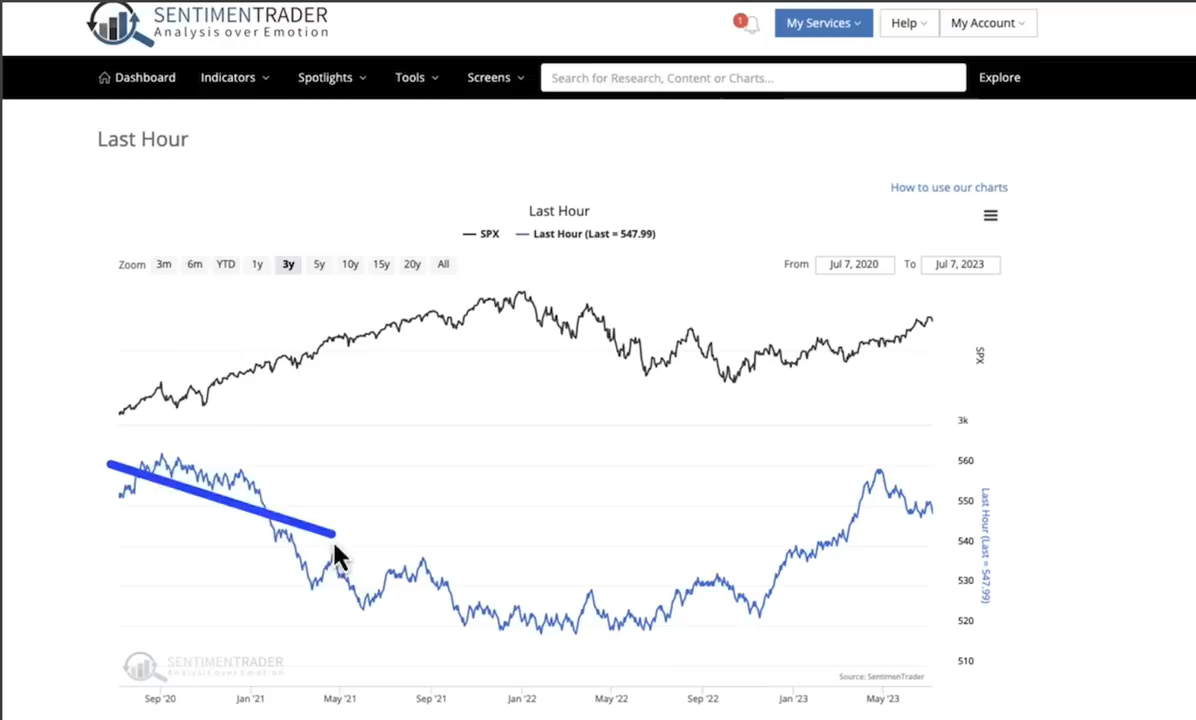 SENTIMENTRADER
Analysis over Emotion
1
My Services
Help
My Account
Dashboard
Indicators
Spotlights
Tools
Screens
Search for Research, Content or Charts...
Explore
Last Hour
How to use our charts
Last Hour
SPX
Last Hour (Last = 547.99)
Zoom
3m
6m
YTD
1y
3y
5y
10y
15y
20y
All
From
Jul 7, 2020
To
Jul 7, 2023
SPX
3k
560
550
540
530
520
510
Last Hour (Last = 547.99)
SENTIMENTRADER
Analysis over Emotion
Source: SentimenTrader
Sep '20
Jan '21
May '21
Sep '21
Jan '22
May '22
Sep '22
Jan '23
May '23